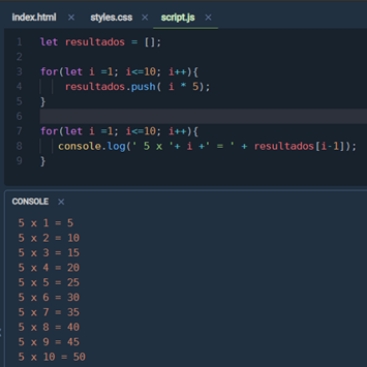 index.html × styles.css × script.js ×
1 let resultados = [];
2
3 for(let i =1; i<=10; i++){
4 resultados.push( i * 5);
5 }
6
7 for(let i =1; i<=10; i++){
8 console.log(' 5 x '+ i +' = ' + resultados[i-1]);
9 }
CONSOLE ×
5 x 1 = 5
5 x 2 = 10
5 x 3 = 15
5 x 4 = 20
5 x 5 = 25
5 x 6 = 30
5 x 7 = 35
5 x 8 = 40
5 x 9 = 45
5 x 10 = 50